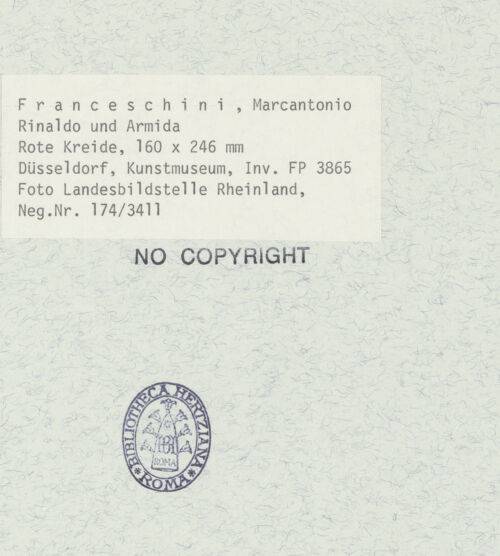 F r a n c e s c h i n i , Marcantonio
Rinaldo und Armida
Rote Kreide, 160 x 246 mm
Düsseldorf, Kunstmuseum, Inv. FP 3865
Foto Landesbildstelle Rheinland,
Neg.Nr. 174/3411
NO COPYRIGHT
BIBLIOTHECA HERTZIANA
ROMA
ROMA